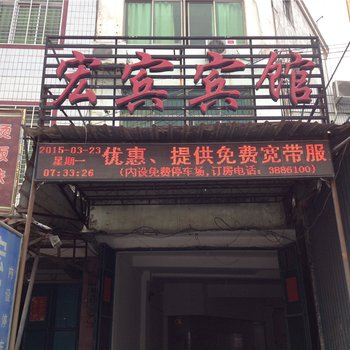 宏宾宾馆
2015-03-23
星期一
07:33:26
优惠、提供免费宽带服
(内设免费停车场,订房电话:3886100)